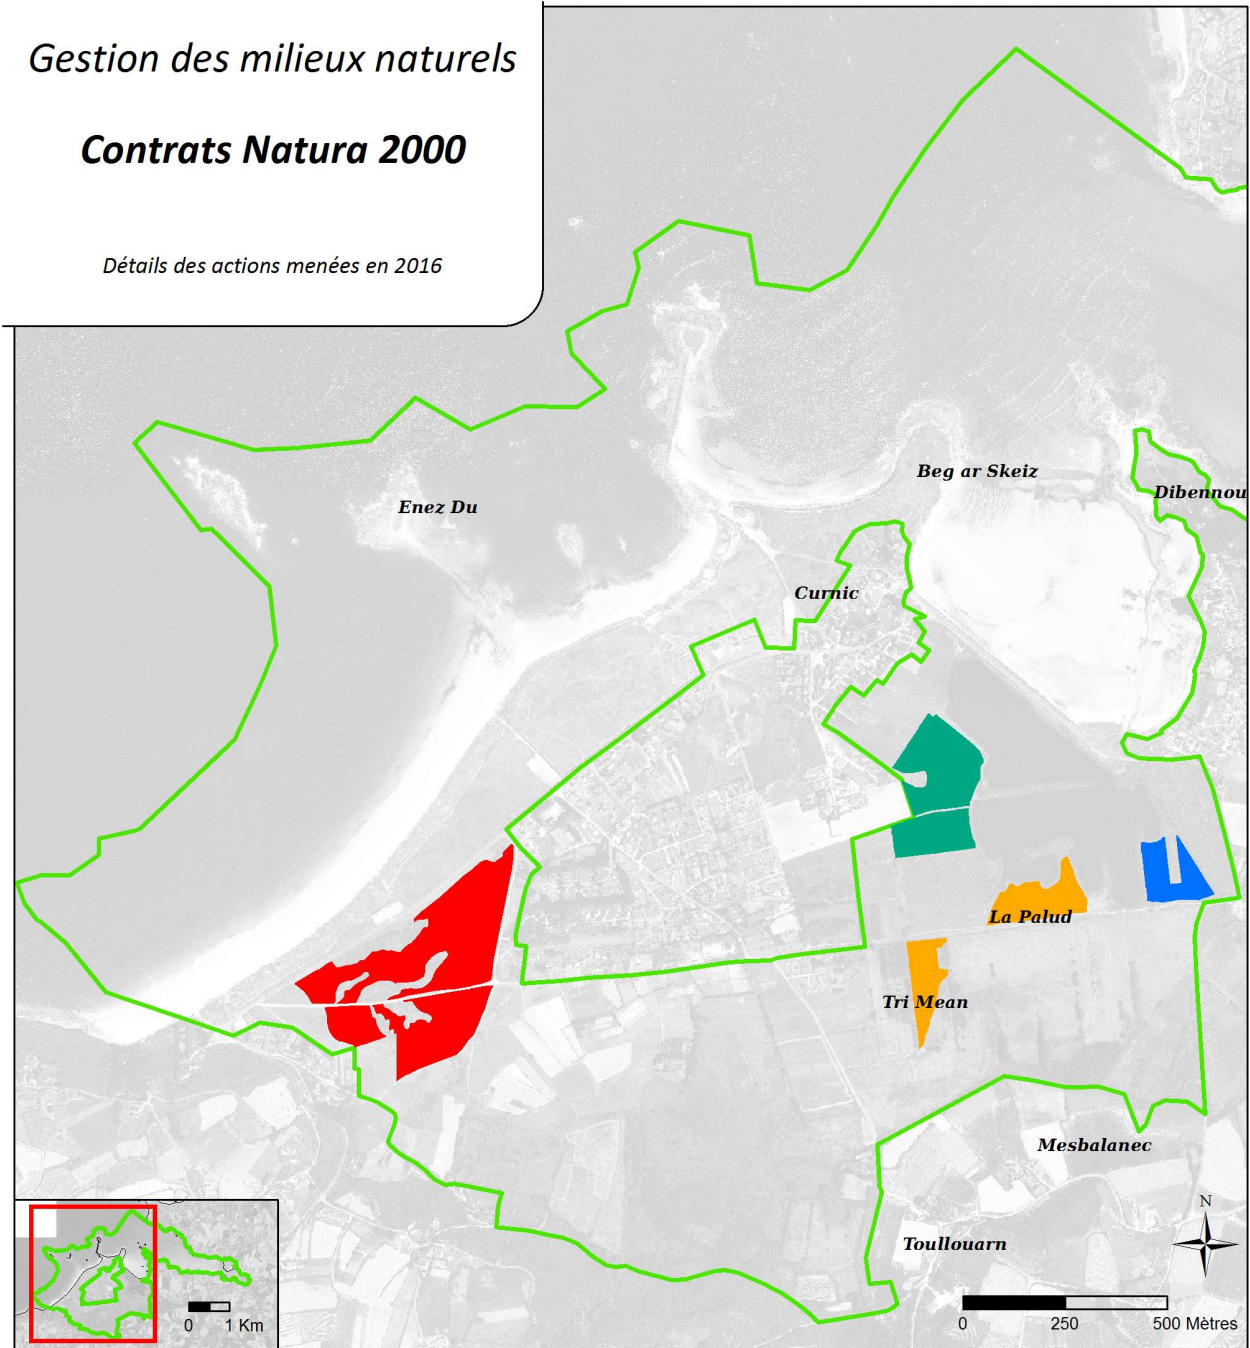 Gestion des milieux naturels
Contrats Natura 2000
Détails des actions menées en 2016
Beg ar Skeiz
Dibennou
Enez Du
Curnic
La Palud
Tri Mean
Mesbalanec
Toullouarn
N
0 250 500 Mètres
0 1 Km